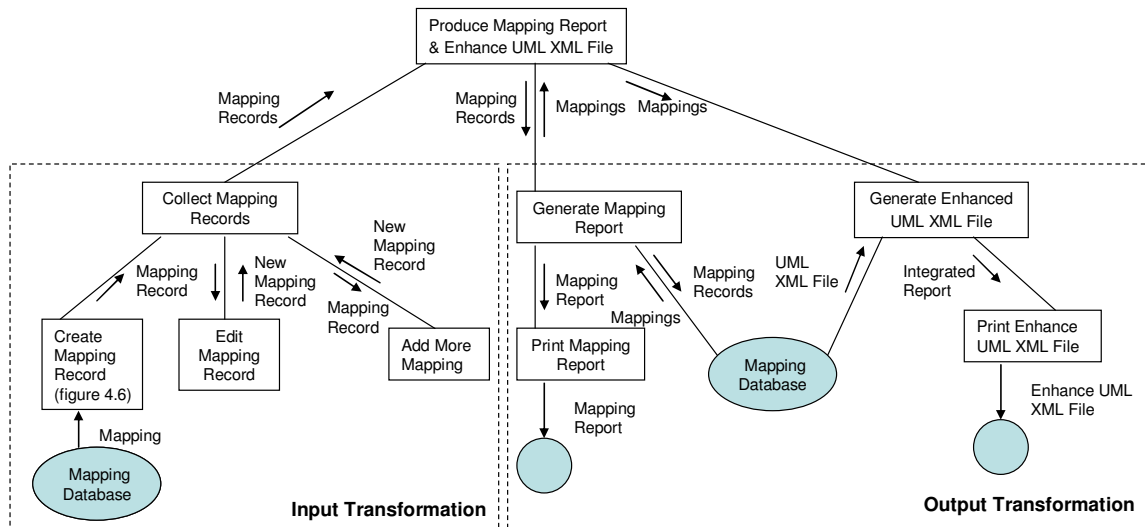 Produce Mapping Report
& Enhance UML XML File
Mapping
Records
Mapping
Records
Mappings
Mappings
Collect Mapping
Records
Generate Mapping
Report
Generate Enhanced
UML XML File
Mapping
Record
New
Mapping
Record
New
Mapping
Record
Mapping
Record
Mapping
Report
Mapping
Records
Mappings
UML
XML File
Integrated
Report
Create
Mapping
Record
(figure 4.6)
Edit
Mapping
Record
Add More
Mapping
Print Mapping
Report
Mapping
Database
Print Enhance
UML XML File
Mapping
Mapping
Report
Enhance UML
XML File
Mapping
Database
Input Transformation
Output Transformation